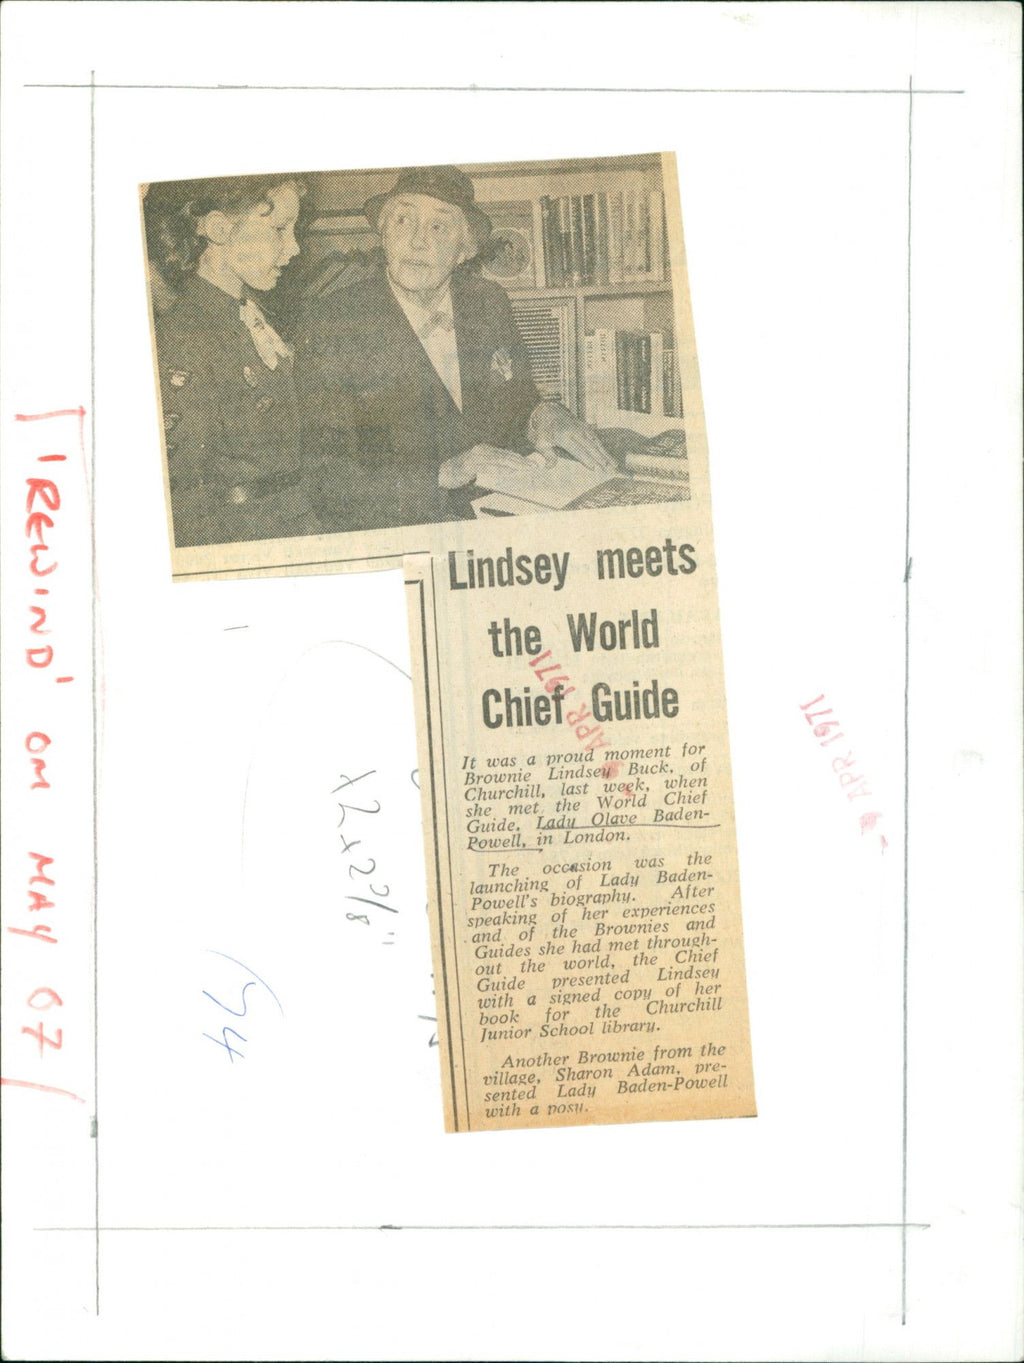 Lindsey meets
the World
Chief Guide
It was a proud moment for
Brownie Lindsey Buck, of
Churchill, last week, when
she met the World Chief
Guide, Lady Olave Baden-
Powell, in London.
The occasion was the
launching of Lady Baden-
Powell's biography. After
speaking of her experiences
and of the Brownies and
Guides she had met through-
out the world, the Chief
Guide presented Lindsey
with a signed copy of her
book for the Churchill
Junior School library.
Another Brownie from the
village, Sharon Adam, pre-
sented Lady Baden-Powell
with a posy.
APR 1971
APR 1971
'REWIND' OM MAY 07
x2x2⅞"